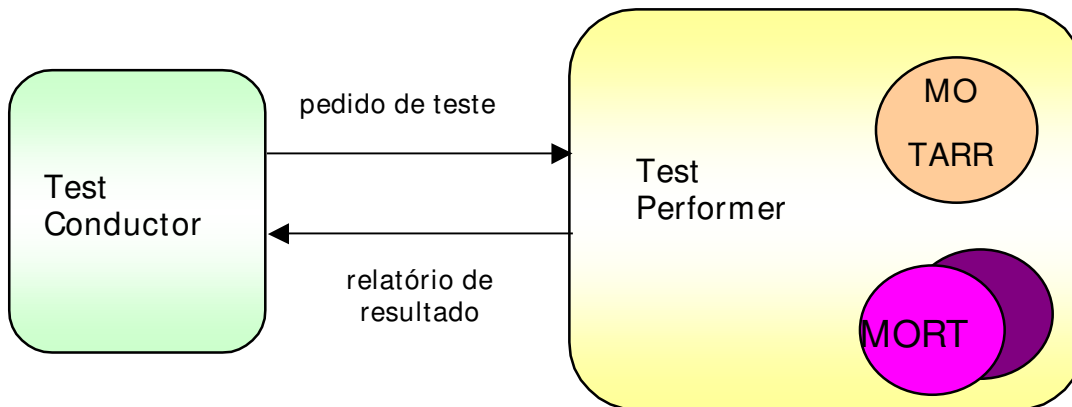 pedido de teste
Test
Conductor
relatório de
resultado
Test
Performer
MO
TARR
MORT